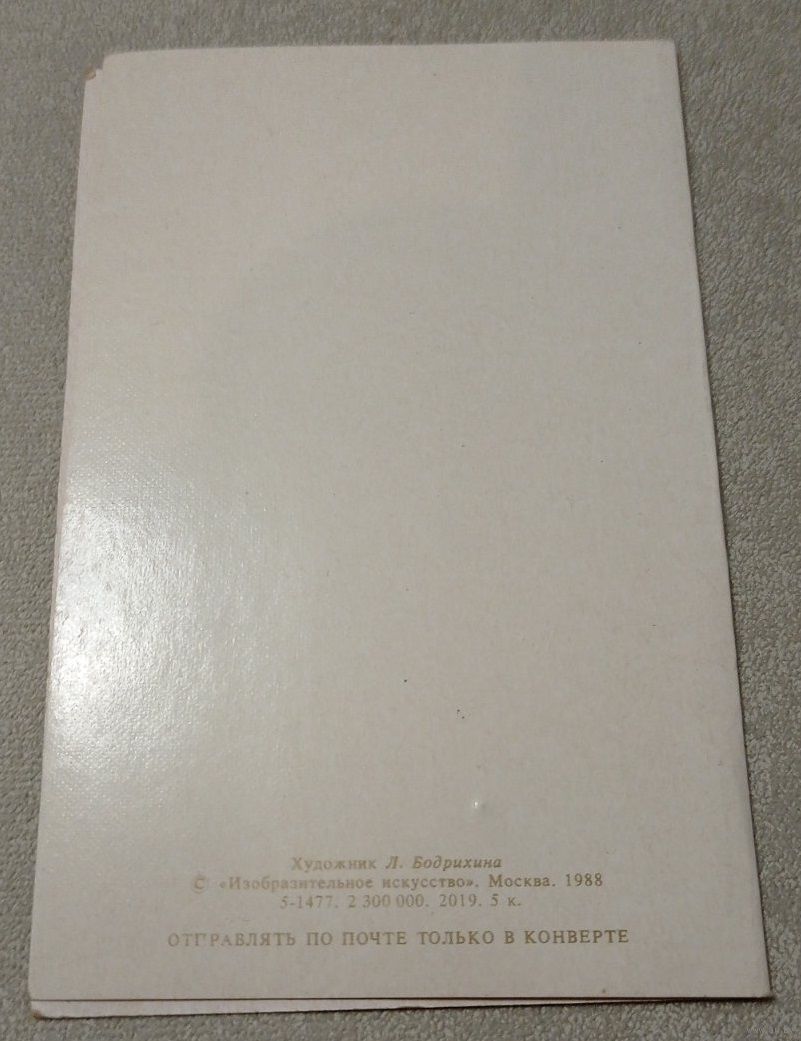 Художник Л. Бодрихина
© «Изобразительное искусство». Москва. 1988
5-1477. 2 300 000. 2019. 5 к.
ОТПРАВЛЯТЬ ПО ПОЧТЕ ТОЛЬКО В КОНВЕРТЕ